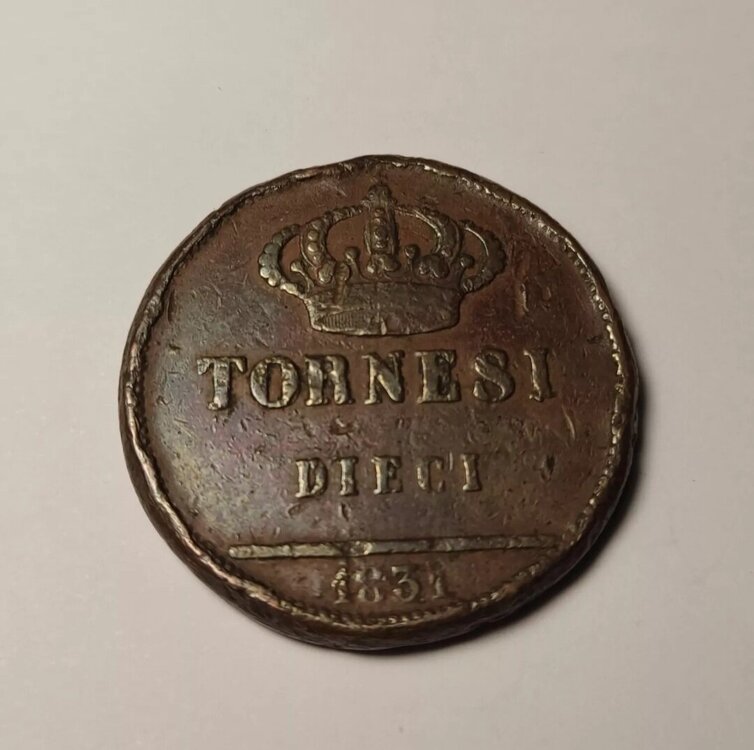 TORNESI
DIECI
1831